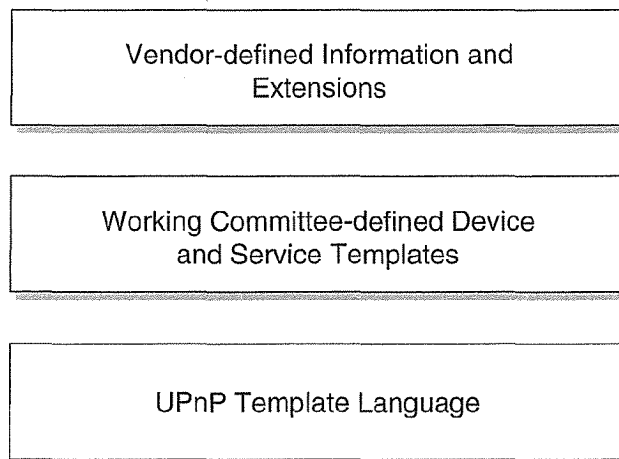 Vendor-defined Information and
Extensions
Working Committee-defined Device
and Service Templates
UPnP Template Language